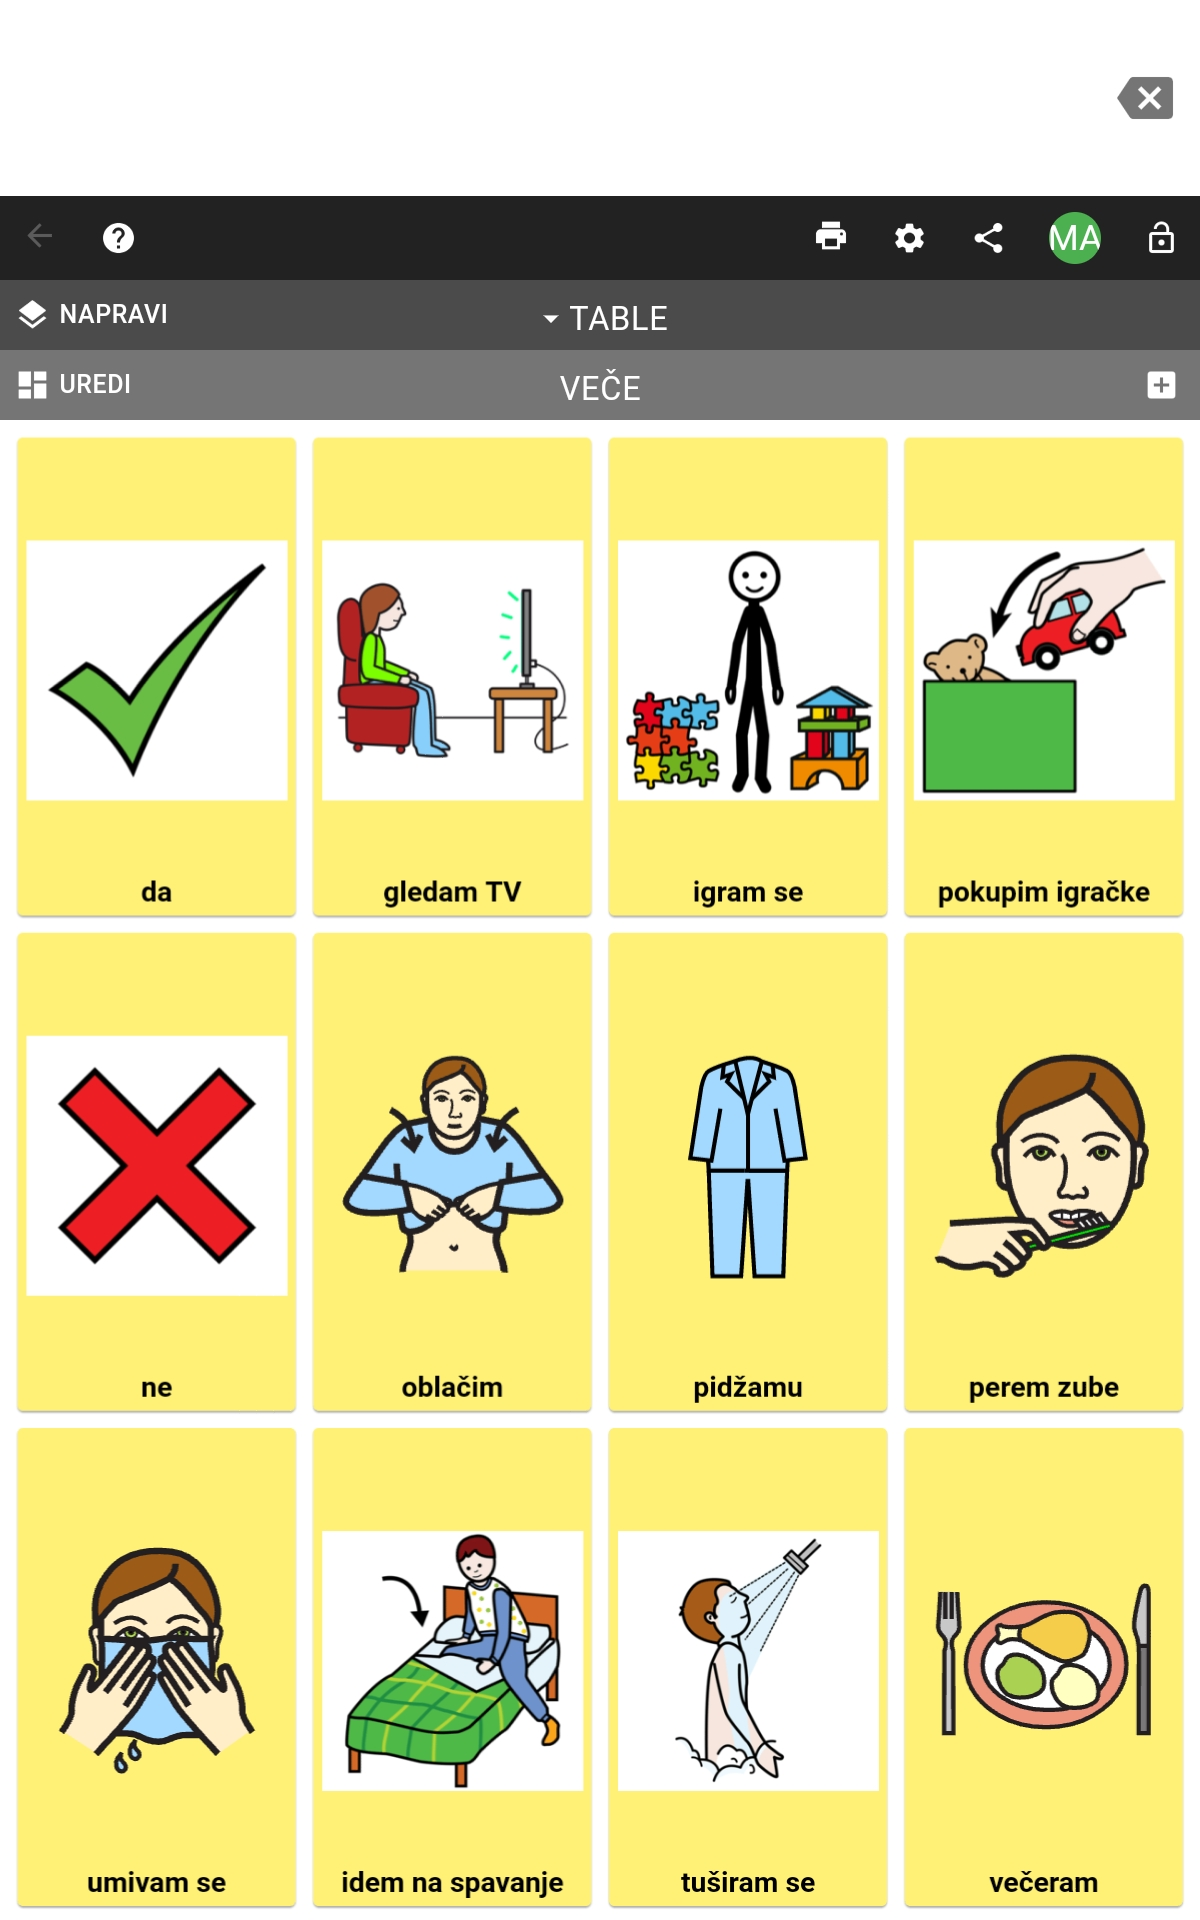 MA
NAPRAVI
TABLE
UREDI
VEČE
da
gledam TV
igram se
pokupim igračke
ne
oblačim
pidžamu
perem zube
umivam se
idem na spavanje
tuširam se
večeram